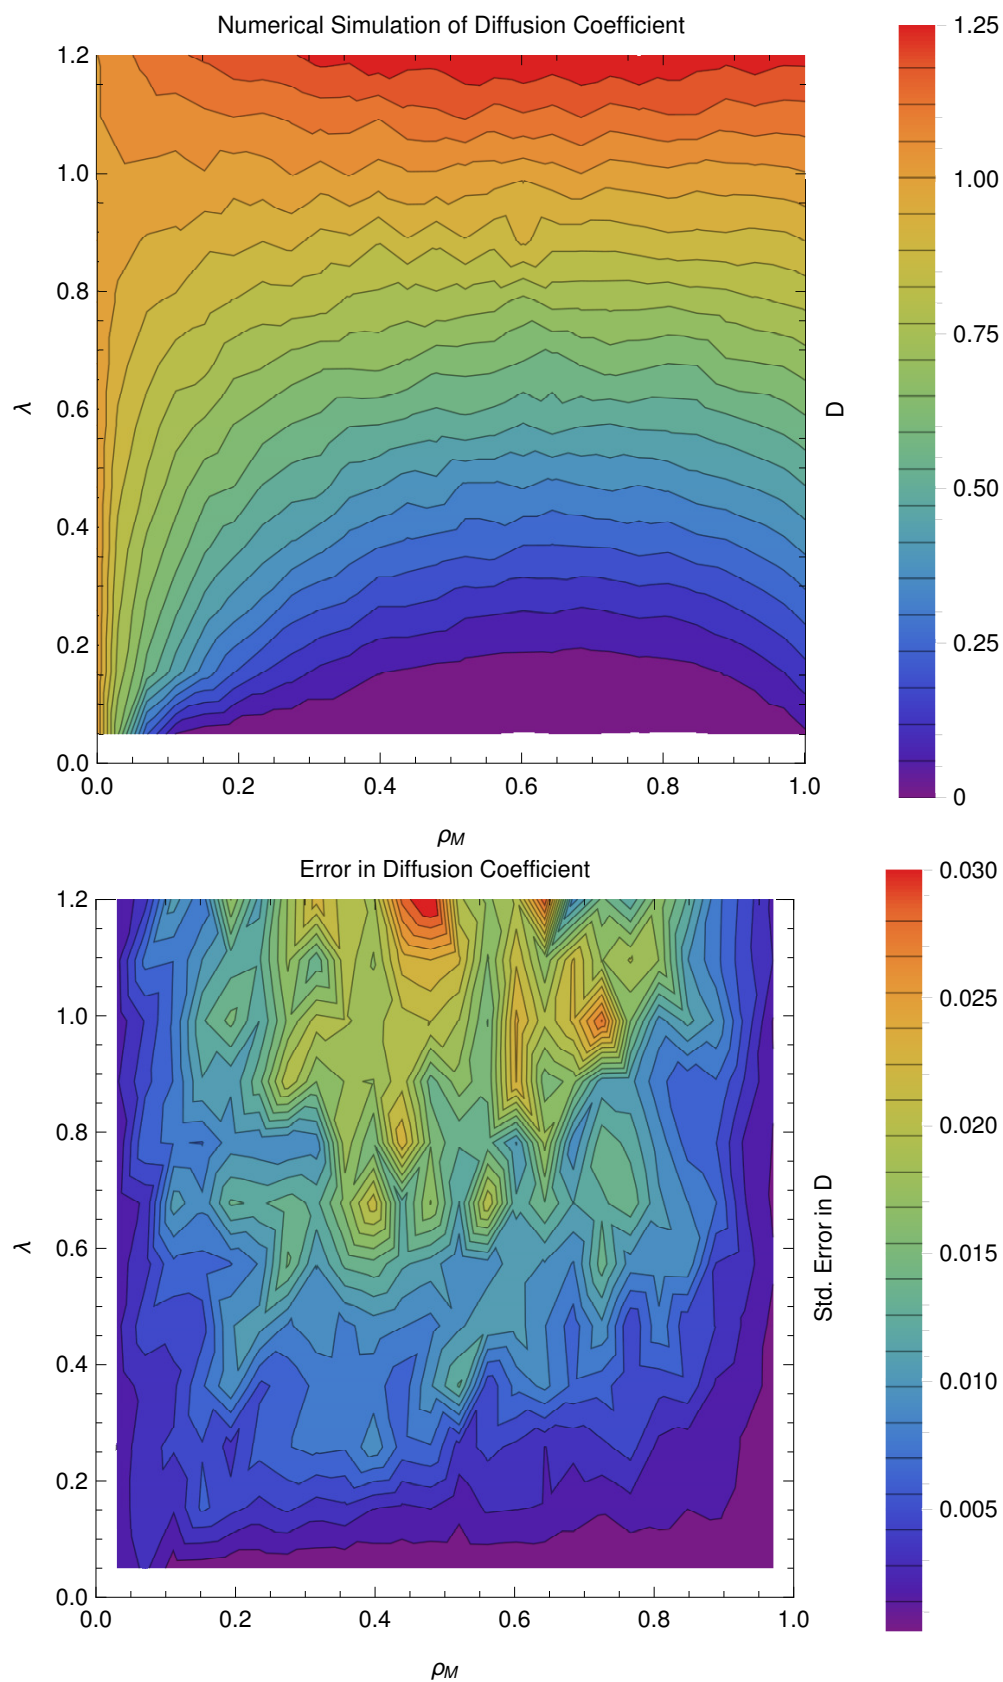 Numerical Simulation of Diffusion Coefficient
1.2
1.0
0.8
0.6
0.4
0.2
0.0
λ
0.0 0.2 0.4 0.6 0.8 1.0
ρM
D
1.25
1.00
0.75
0.50
0.25
0
Error in Diffusion Coefficient
1.2
1.0
0.8
0.6
0.4
0.2
0.0
λ
0.0 0.2 0.4 0.6 0.8 1.0
ρM
Std. Error in D
0.030
0.025
0.020
0.015
0.010
0.005